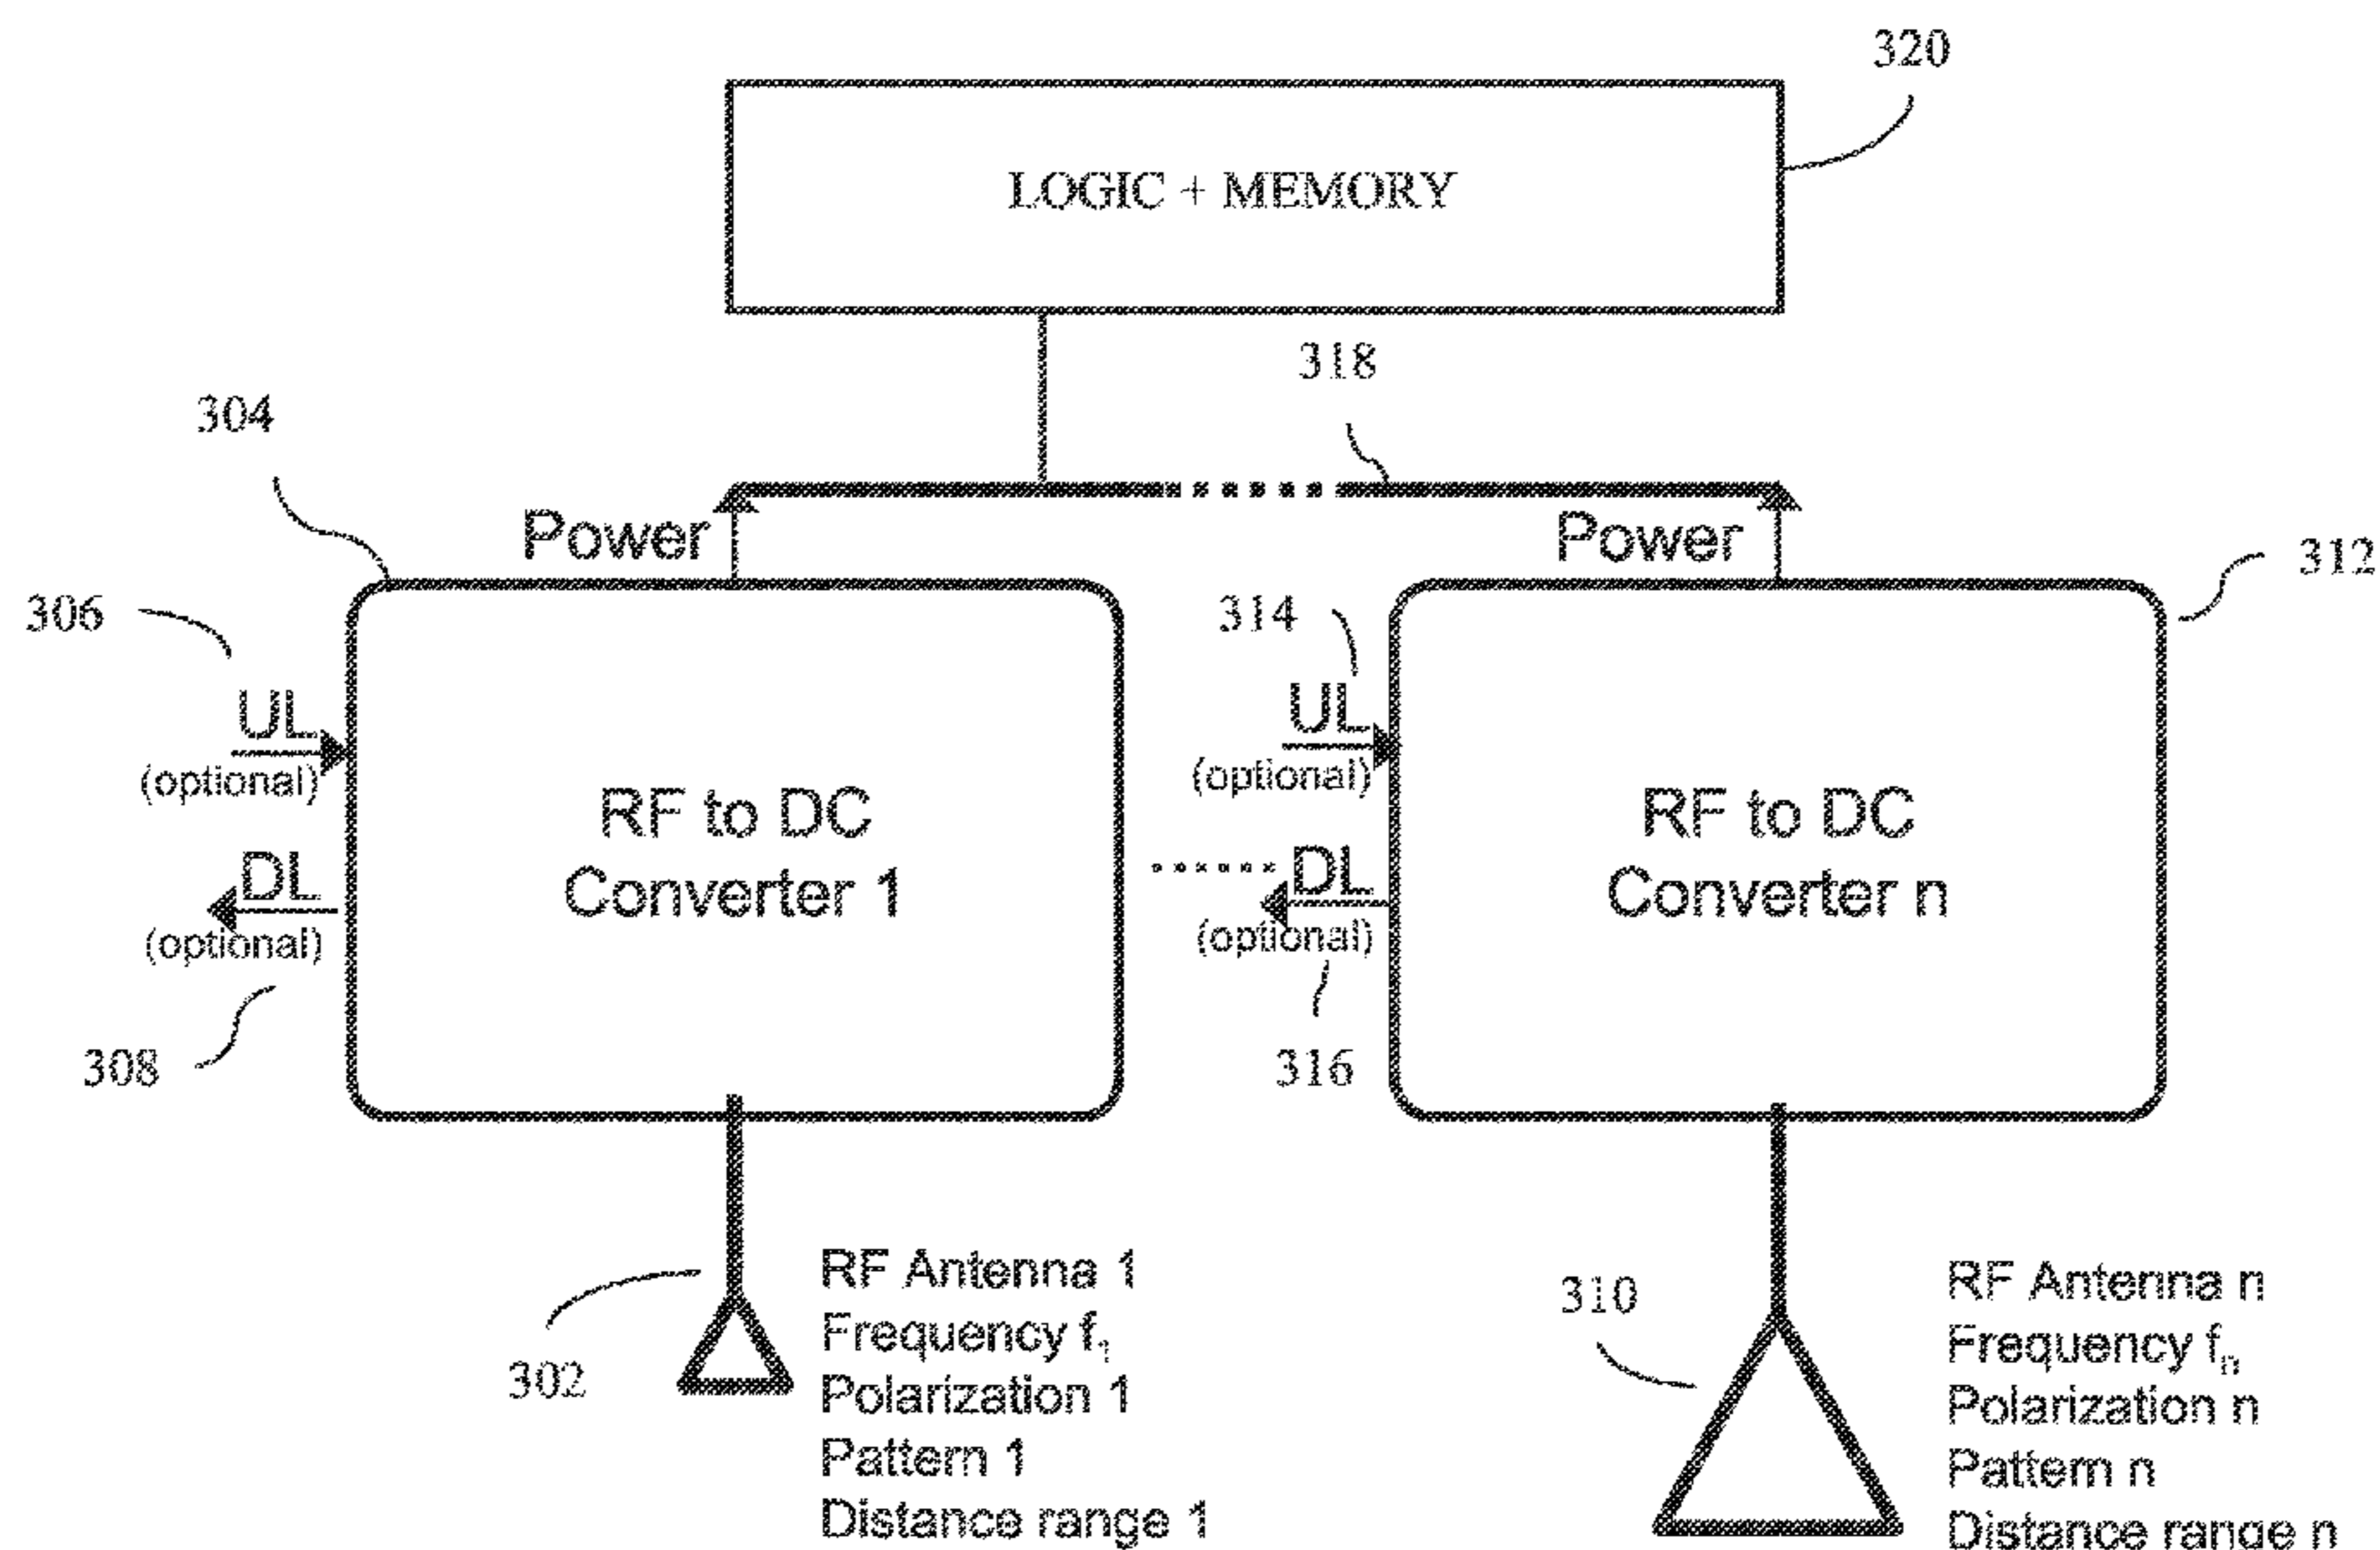 320
LOGIC + MEMORY
318
304
Power
Power
312
306
314
UL
(optional)
UL
(optional)
RF to DC
Converter 1
RF to DC
Converter n
DL
(optional)
DL
(optional)
308
316
302
RF Antenna 1
Frequency f₁
Polarization 1
Pattern 1
Distance range 1
310
RF Antenna n
Frequency fₙ
Polarization n
Pattern n
Distance range n